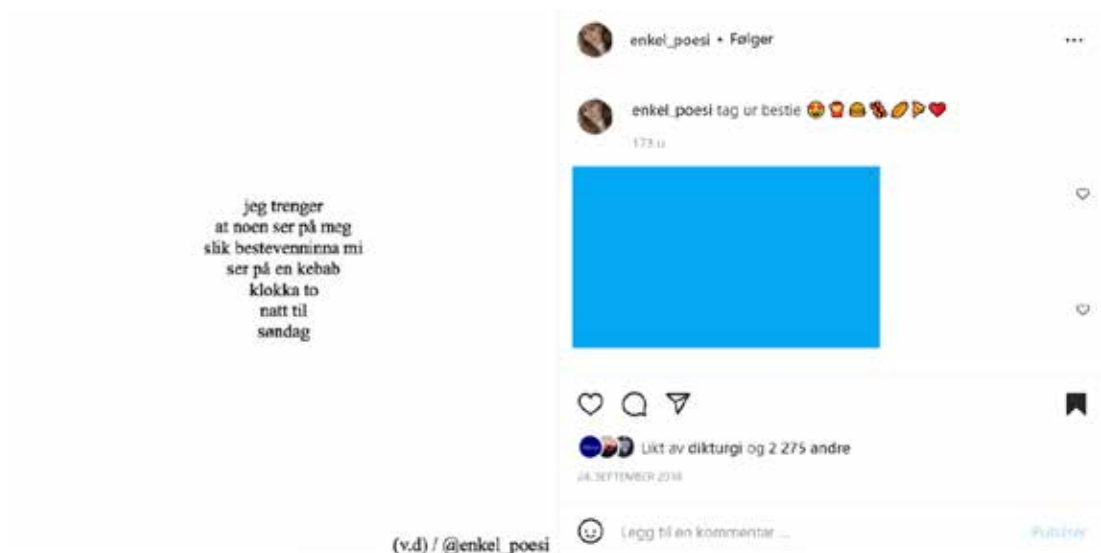 jeg trenger
at noen ser på meg
slik bestevenninna mi
ser på en kebab
klokka to
natt til
søndag
(v.d) / @enkel_poesi
enkel_poesi • Følger
enkel_poesi tag ur bestie 🤩🍟🍔🌭🥖🍕❤️
173 u
Likt av dikturgi og 2 275 andre
24. SEPTEMBER 2018
Legg til en kommentar ...
Publiser